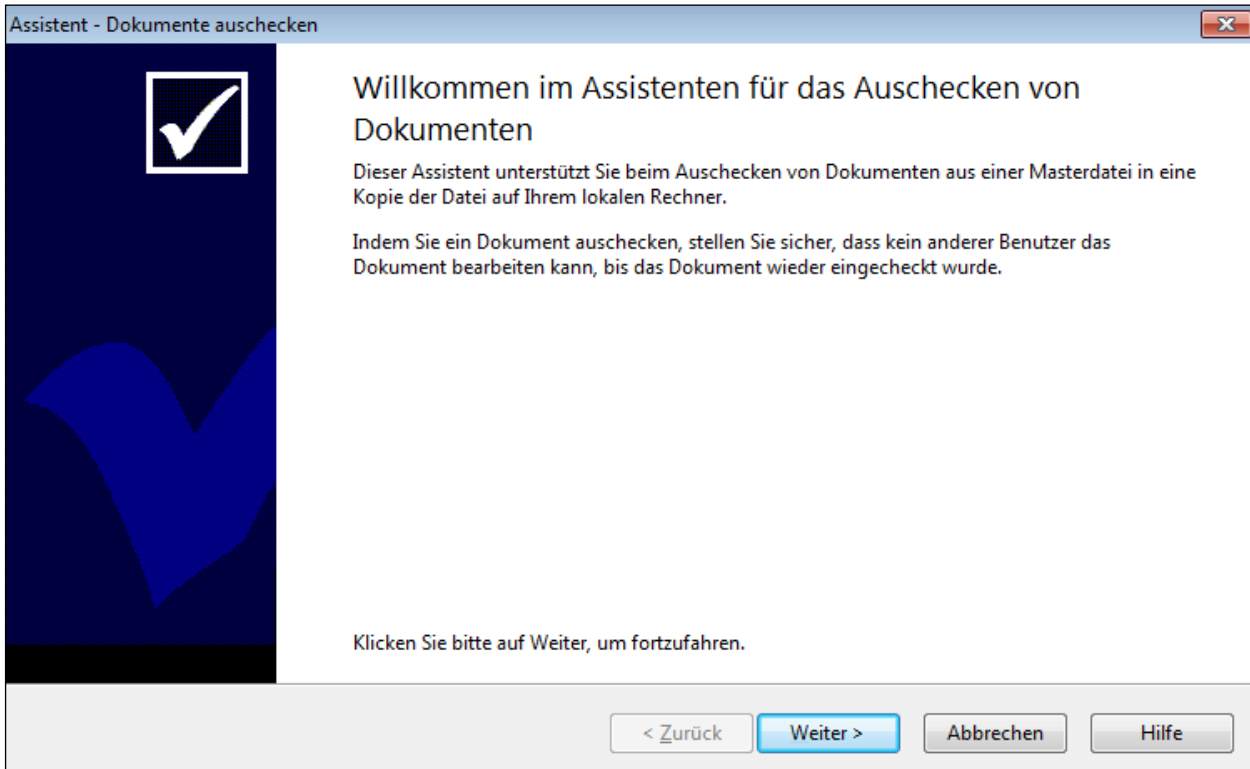 Assistent - Dokumente auschecken
Willkommen im Assistenten für das Auschecken von
Dokumenten
Dieser Assistent unterstützt Sie beim Auschecken von Dokumenten aus einer Masterdatei in eine
Kopie der Datei auf Ihrem lokalen Rechner.
Indem Sie ein Dokument auschecken, stellen Sie sicher, dass kein anderer Benutzer das
Dokument bearbeiten kann, bis das Dokument wieder eingecheckt wurde.
Klicken Sie bitte auf Weiter, um fortzufahren.
< Zurück Weiter > Abbrechen Hilfe